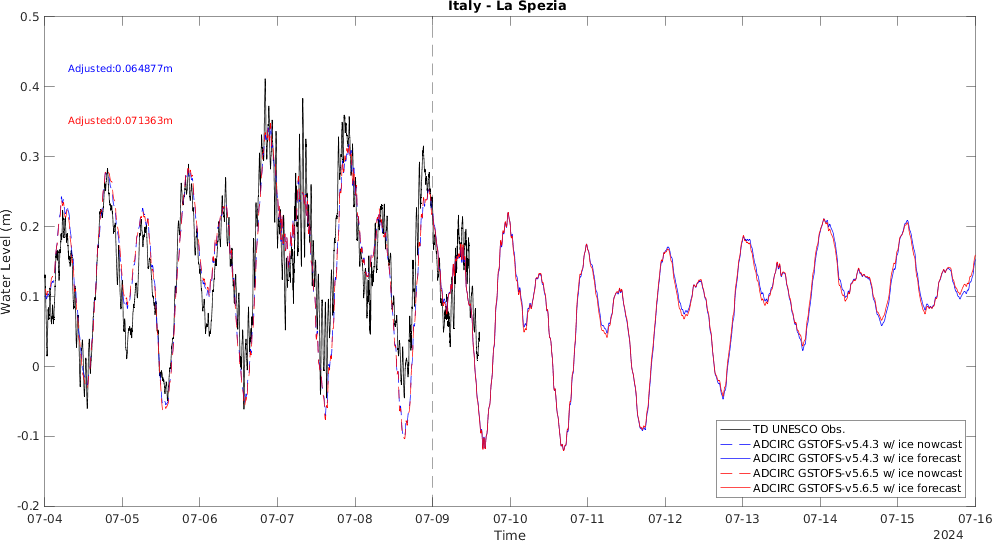 Italy - La Spezia
0.5
0.4
0.3
0.2
0.1
0
-0.1
-0.2
Water Level (m)
Adjusted:0.064877m
Adjusted:0.071363m
TD UNESCO Obs.
ADCIRC GSTOFS-v5.4.3 w/ ice nowcast
ADCIRC GSTOFS-v5.4.3 w/ ice forecast
ADCIRC GSTOFS-v5.6.5 w/ ice nowcast
ADCIRC GSTOFS-v5.6.5 w/ ice forecast
07-04 07-05 07-06 07-07 07-08 07-09 07-10 07-11 07-12 07-13 07-14 07-15 07-16
Time
2024